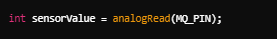 int sensorValue = analogRead(MQ_PIN);